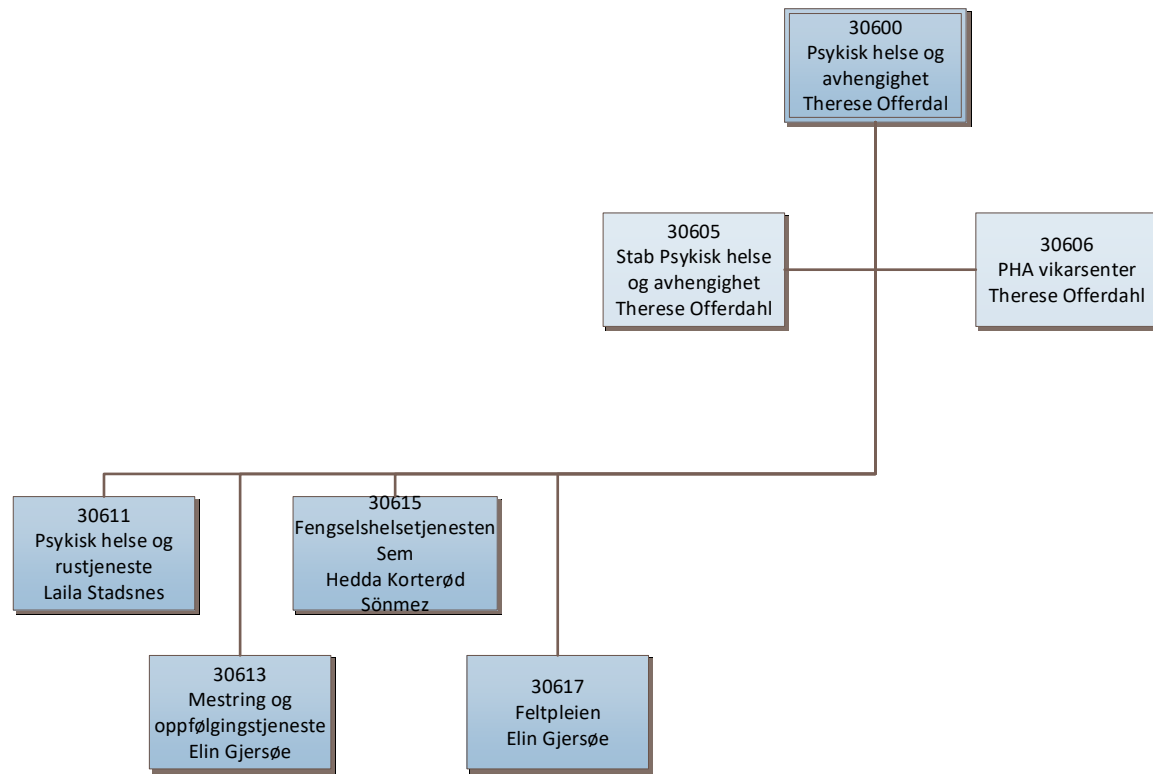 30600
Psykisk helse og
avhengighet
Therese Offerdal
30605
Stab Psykisk helse
og avhengighet
Therese Offerdahl
30606
PHA vikarsenter
Therese Offerdahl
30611
Psykisk helse og
rustjeneste
Laila Stadsnes
30615
Fengselshelsetjenesten
Sem
Hedda Korterød
Sönmez
30613
Mestring og
oppfølgingstjeneste
Elin Gjersøe
30617
Feltpleien
Elin Gjersøe